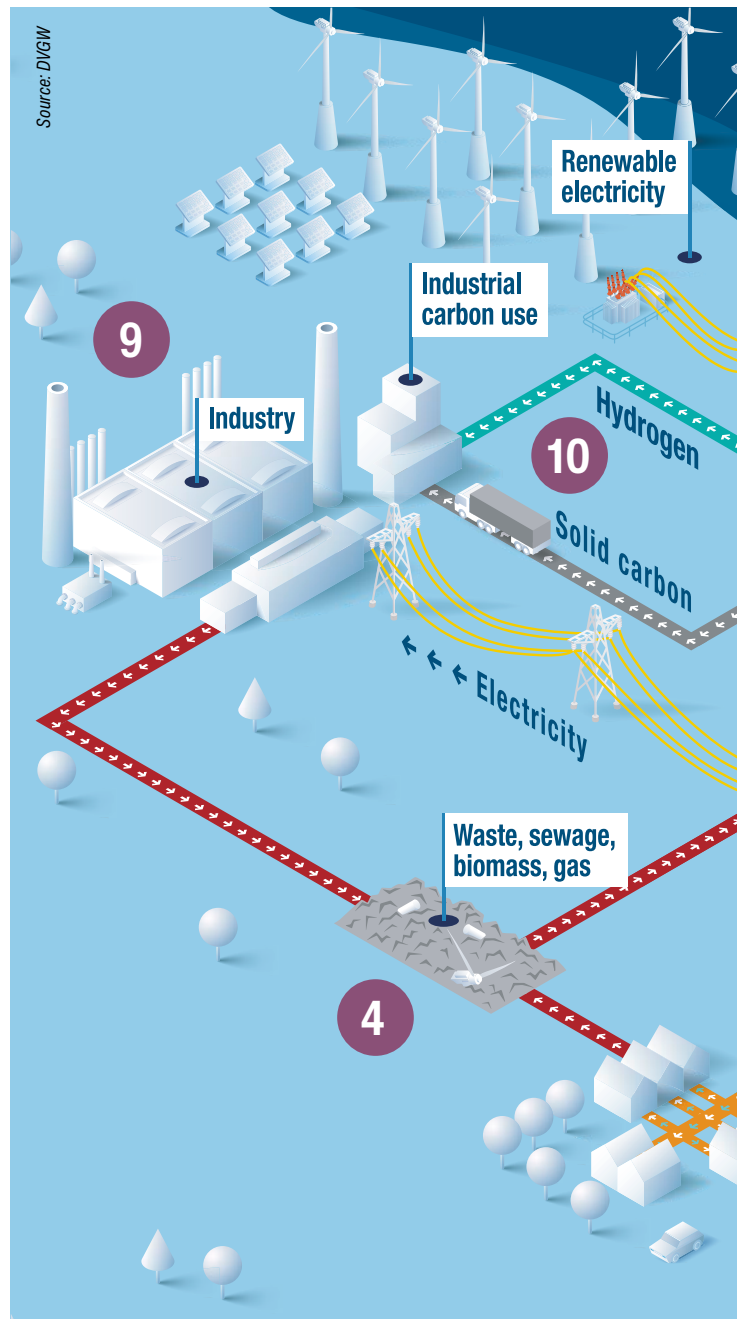 Source: DVGW
Renewable
electricity
Industrial
carbon use
9
Industry
Hydrogen
10
Solid carbon
Electricity
Waste, sewage,
biomass, gas
4